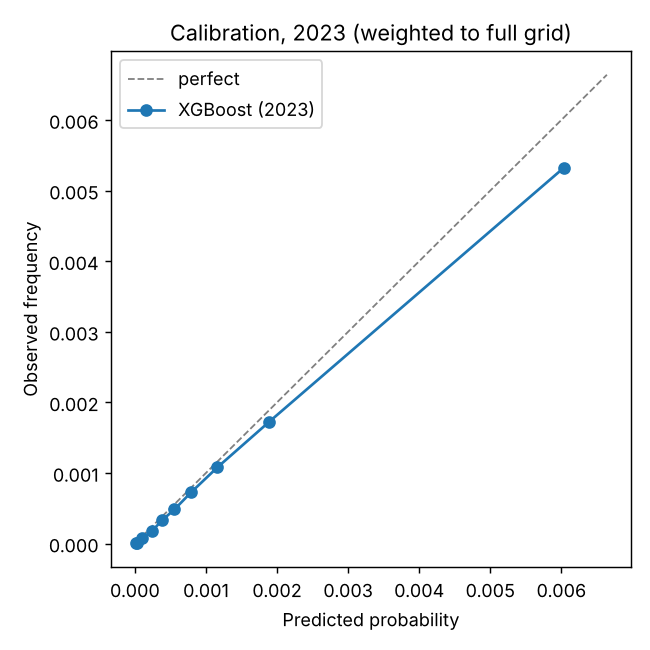 Calibration, 2023 (weighted to full grid)
perfect
XGBoost (2023)
Observed frequency
0.006
0.005
0.004
0.003
0.002
0.001
0.000
0.000 0.001 0.002 0.003 0.004 0.005 0.006
Predicted probability